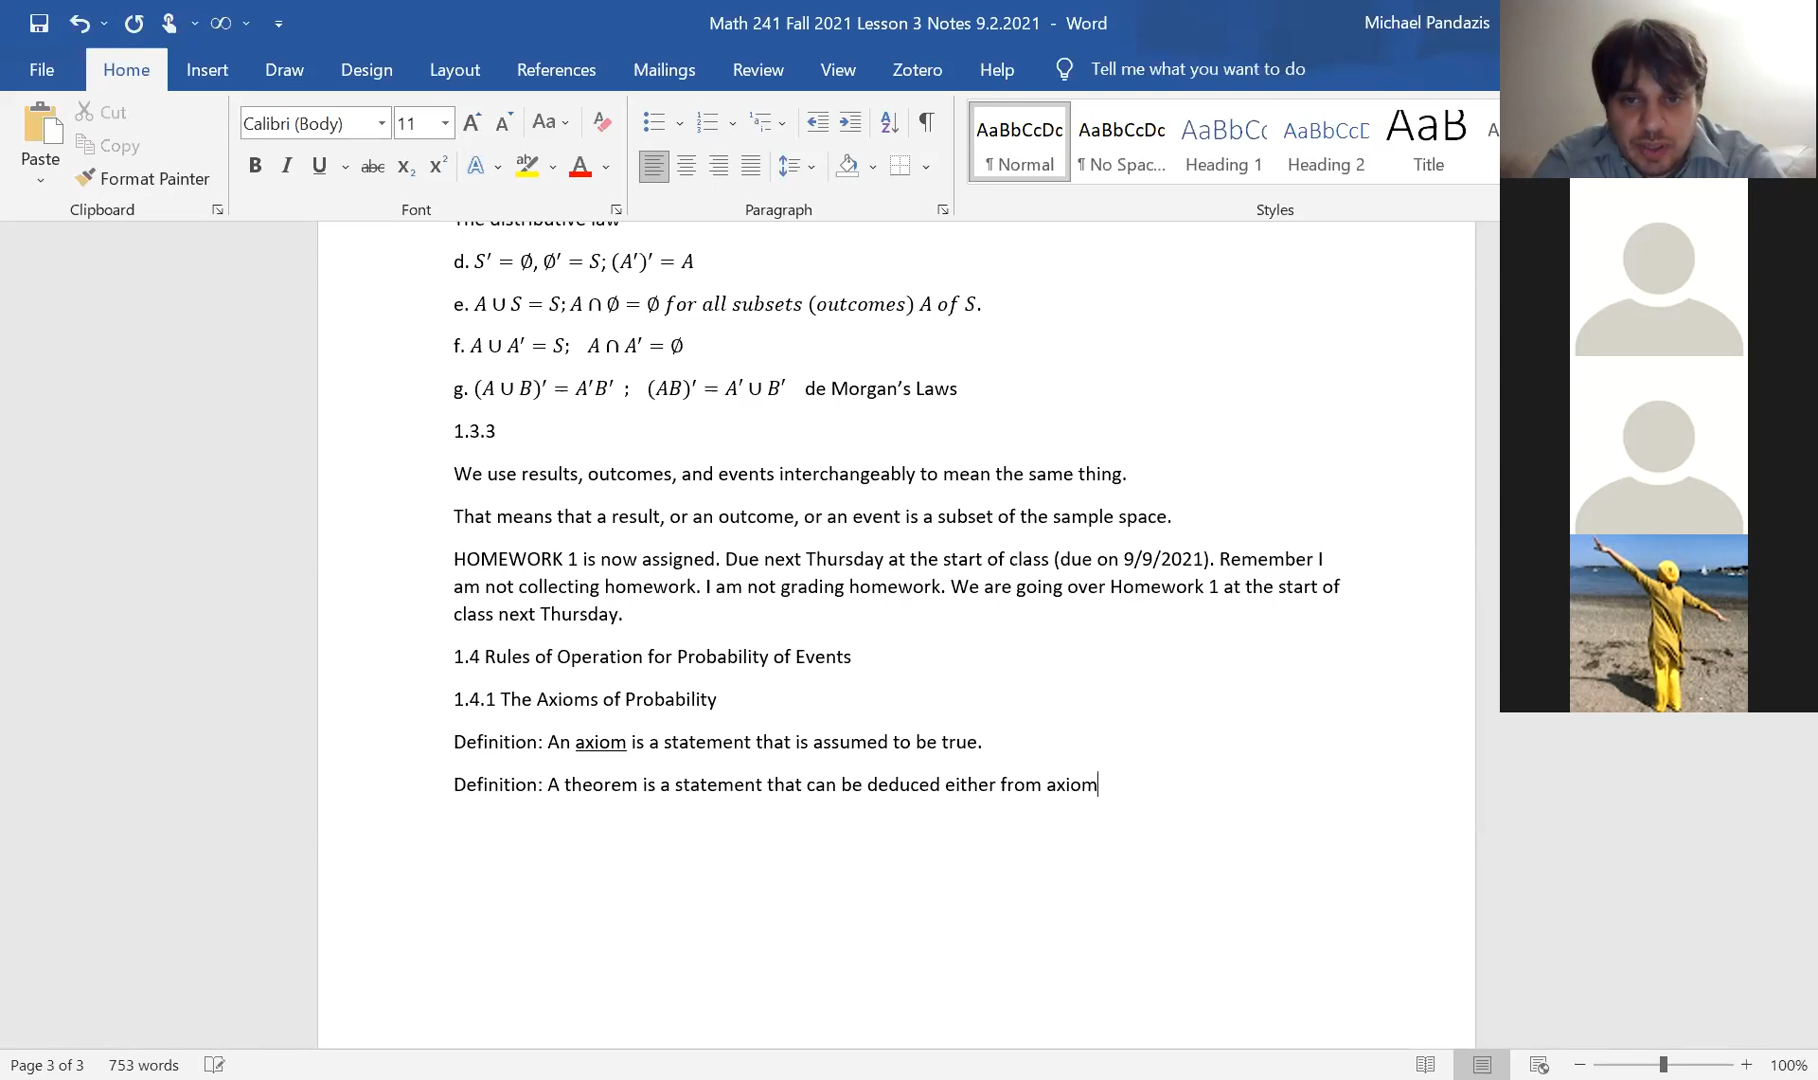 Math 241 Fall 2021 Lesson 3 Notes 9.2.2021 - Word
Michael Pandazis
File Home Insert Draw Design Layout References Mailings Review View Zotero Help Tell me what you want to do
Paste
Cut
Copy
Format Painter
Clipboard
Calibri (Body) 11
Font
Paragraph
AaBbCcDc AaBbCcDc AaBbCc AaBbCcD AaB
¶ Normal ¶ No Spac... Heading 1 Heading 2 Title
Styles
The distributive law
d. S′ = ∅, ∅′ = S; (A′)′ = A
e. A ∪ S = S; A ∩ ∅ = ∅ for all subsets (outcomes) A of S.
f. A ∪ A′ = S; A ∩ A′ = ∅
g. (A ∪ B)′ = A′B′ ; (AB)′ = A′ ∪ B′ de Morgan’s Laws
1.3.3
We use results, outcomes, and events interchangeably to mean the same thing.
That means that a result, or an outcome, or an event is a subset of the sample space.
HOMEWORK 1 is now assigned. Due next Thursday at the start of class (due on 9/9/2021). Remember I
am not collecting homework. I am not grading homework. We are going over Homework 1 at the start of
class next Thursday.
1.4 Rules of Operation for Probability of Events
1.4.1 The Axioms of Probability
Definition: An axiom is a statement that is assumed to be true.
Definition: A theorem is a statement that can be deduced either from axiom
Page 3 of 3 753 words
100%